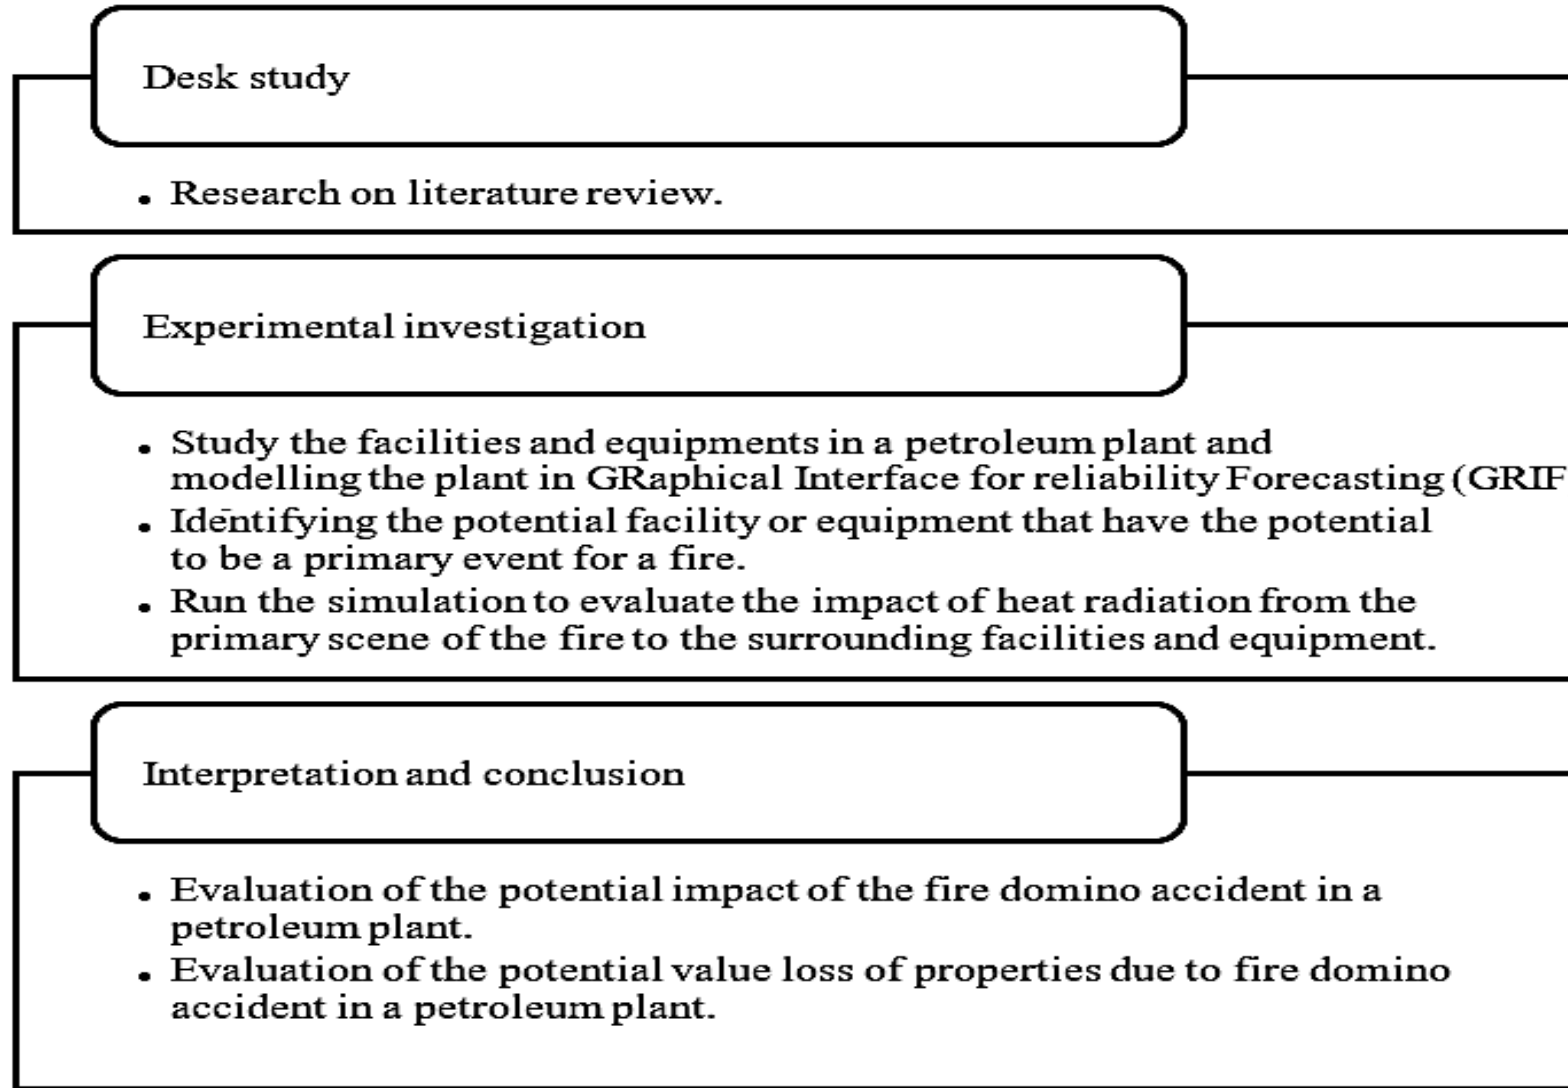 Desk study
• Research on literature review.
Experimental investigation
• Study the facilities and equipments in a petroleum plant and
modelling the plant in GRaphical Interface for reliability Forecasting (GRIF
• Identifying the potential facility or equipment that have the potential
to be a primary event for a fire.
• Run the simulation to evaluate the impact of heat radiation from the
primary scene of the fire to the surrounding facilities and equipment.
Interpretation and conclusion
• Evaluation of the potential impact of the fire domino accident in a
petroleum plant.
• Evaluation of the potential value loss of properties due to fire domino
accident in a petroleum plant.